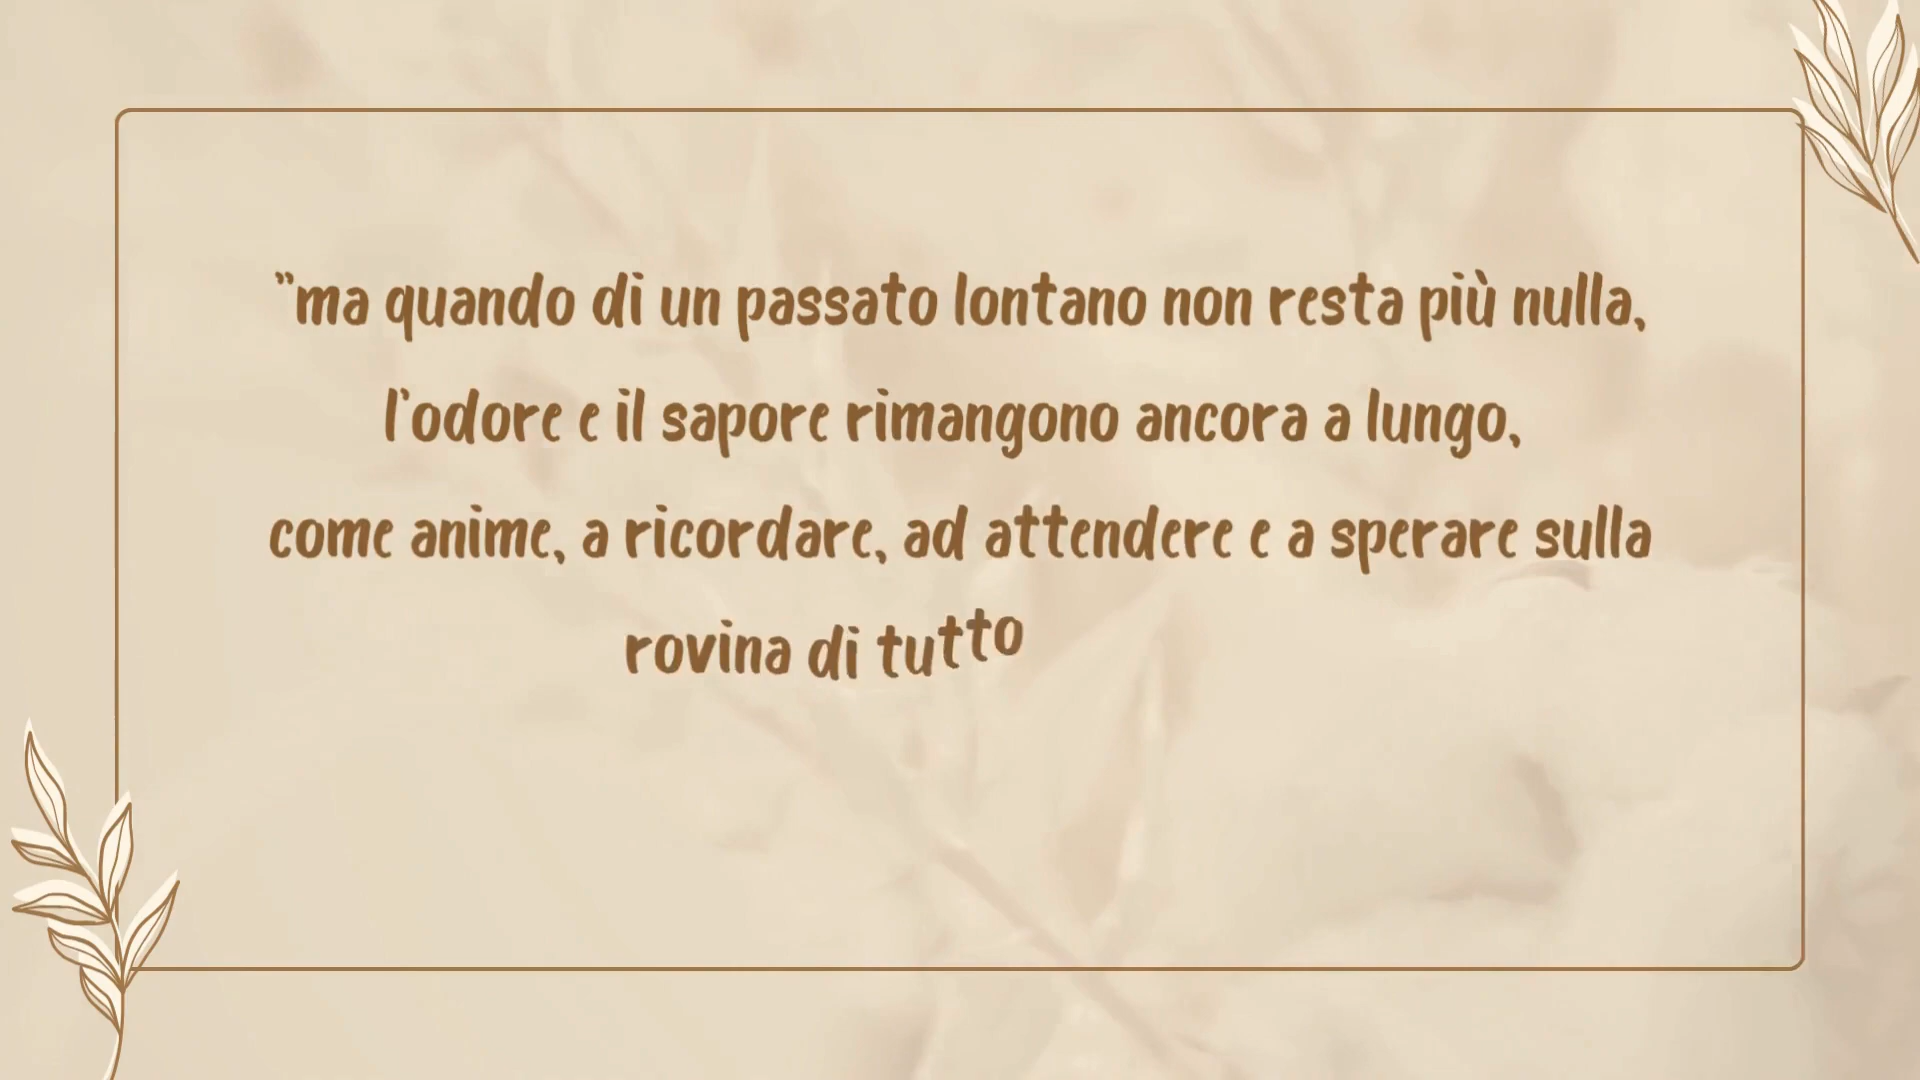 "ma quando di un passato lontano non resta più nulla,
l'odore e il sapore rimangono ancora a lungo,
come anime, a ricordare, ad attendere e a sperare sulla
rovina di tutto